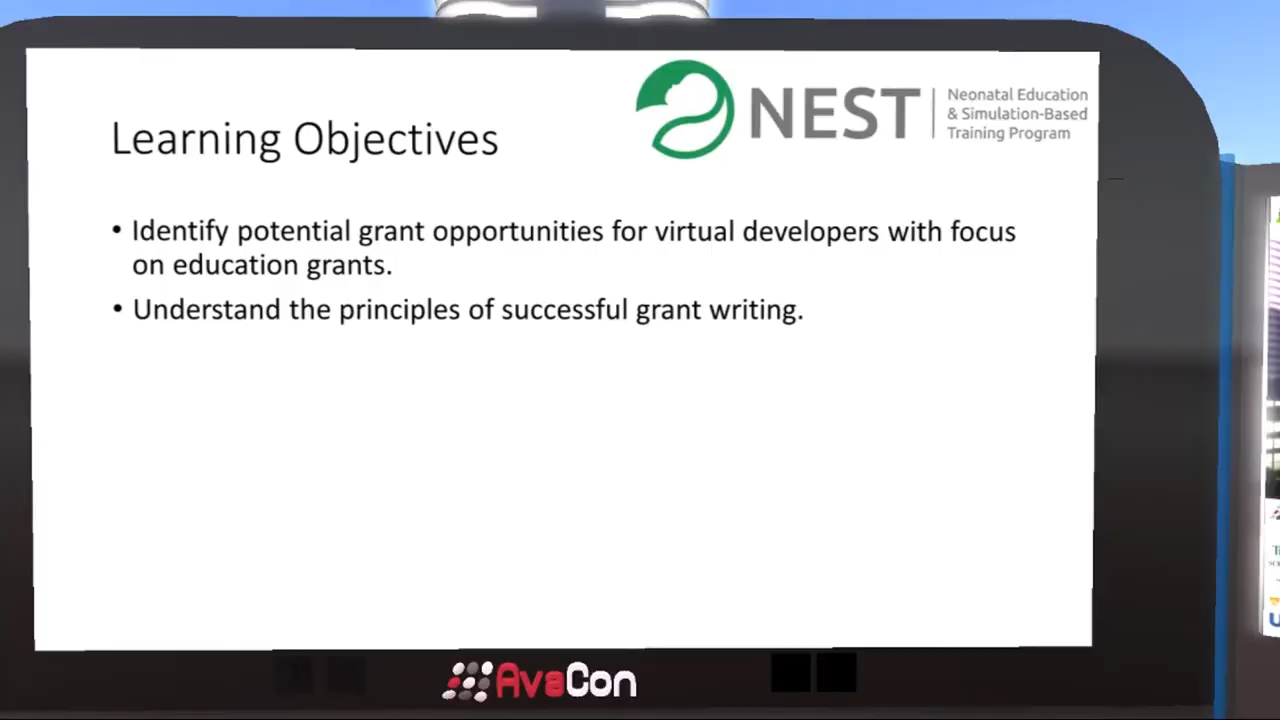 Learning Objectives
NEST
Neonatal Education
& Simulation-Based
Training Program
• Identify potential grant opportunities for virtual developers with focus
on education grants.
• Understand the principles of successful grant writing.
AvaCon